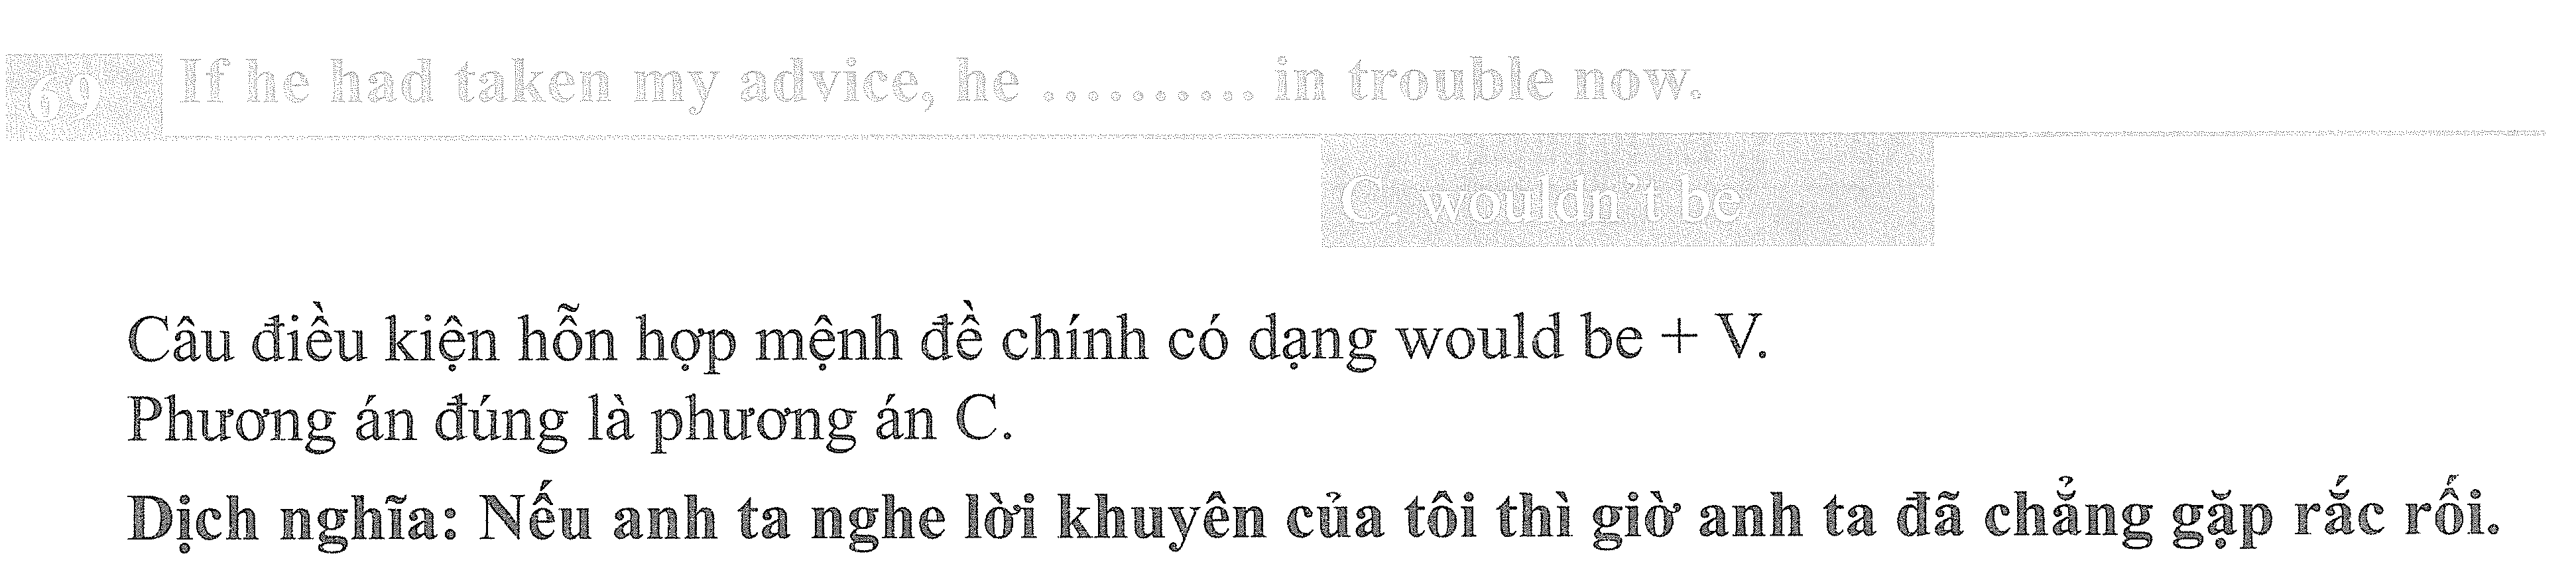 69 If he had taken my advice, he .......... in trouble now.
C. wouldn't be
Câu điều kiện hỗn hợp mệnh đề chính có dạng would be + V.
Phương án đúng là phương án C.
Dịch nghĩa: Nếu anh ta nghe lời khuyên của tôi thì giờ anh ta đã chẳng gặp rắc rối.